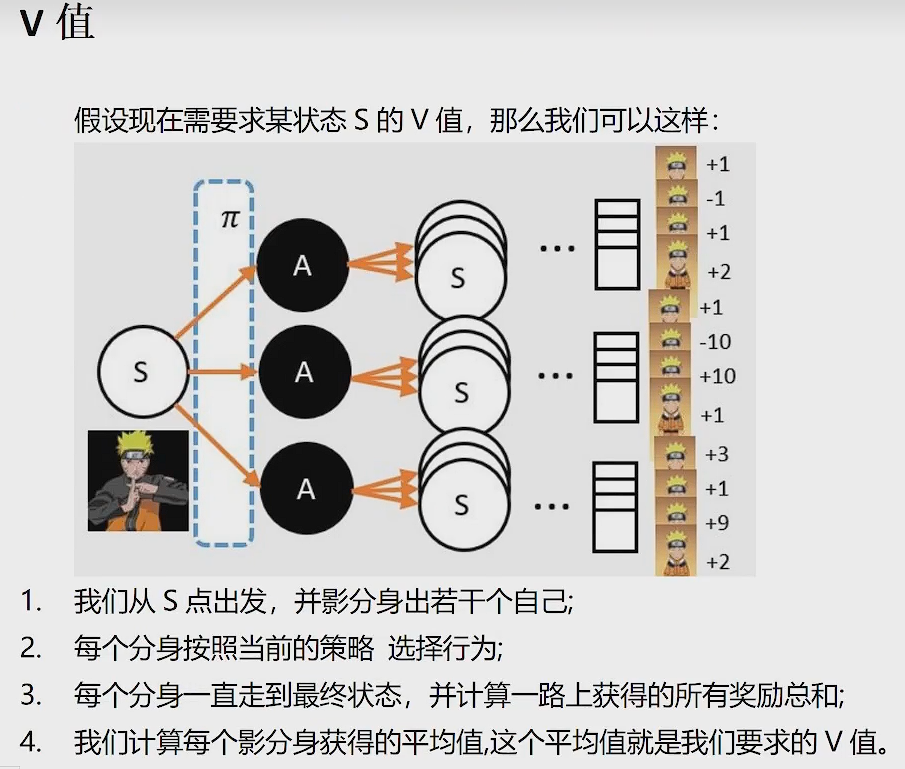 V 值
假设现在需要求某状态 S 的 V 值，那么我们可以这样：
π
S
A
A
A
S
S
S
...
...
...
+1
-1
+1
+2
+1
-10
+10
+1
+3
+1
+9
+2
1. 我们从 S 点出发，并影分身出若干个自己;
2. 每个分身按照当前的策略 选择行为;
3. 每个分身一直走到最终状态，并计算一路上获得的所有奖励总和;
4. 我们计算每个影分身获得的平均值,这个平均值就是我们要求的 V 值。